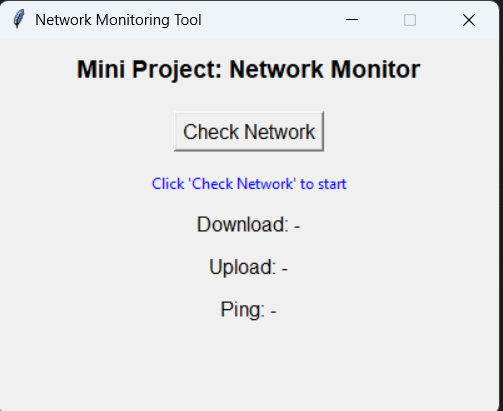 Network Monitoring Tool
Mini Project: Network Monitor
Check Network
Click 'Check Network' to start
Download: -
Upload: -
Ping: -